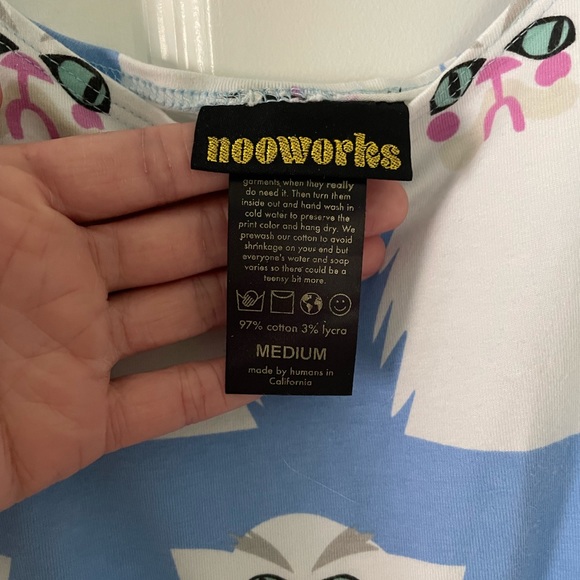 nooworks
garments when they really
do need it. Then turn them
inside out and hand wash in
cold water to preserve the
print color and hang dry. We
prewash our cotton to avoid
shrinkage on your end but
everyone's water and soap
varies so there could be a
teensy bit more.
97% cotton 3% lycra
MEDIUM
made by humans in
California